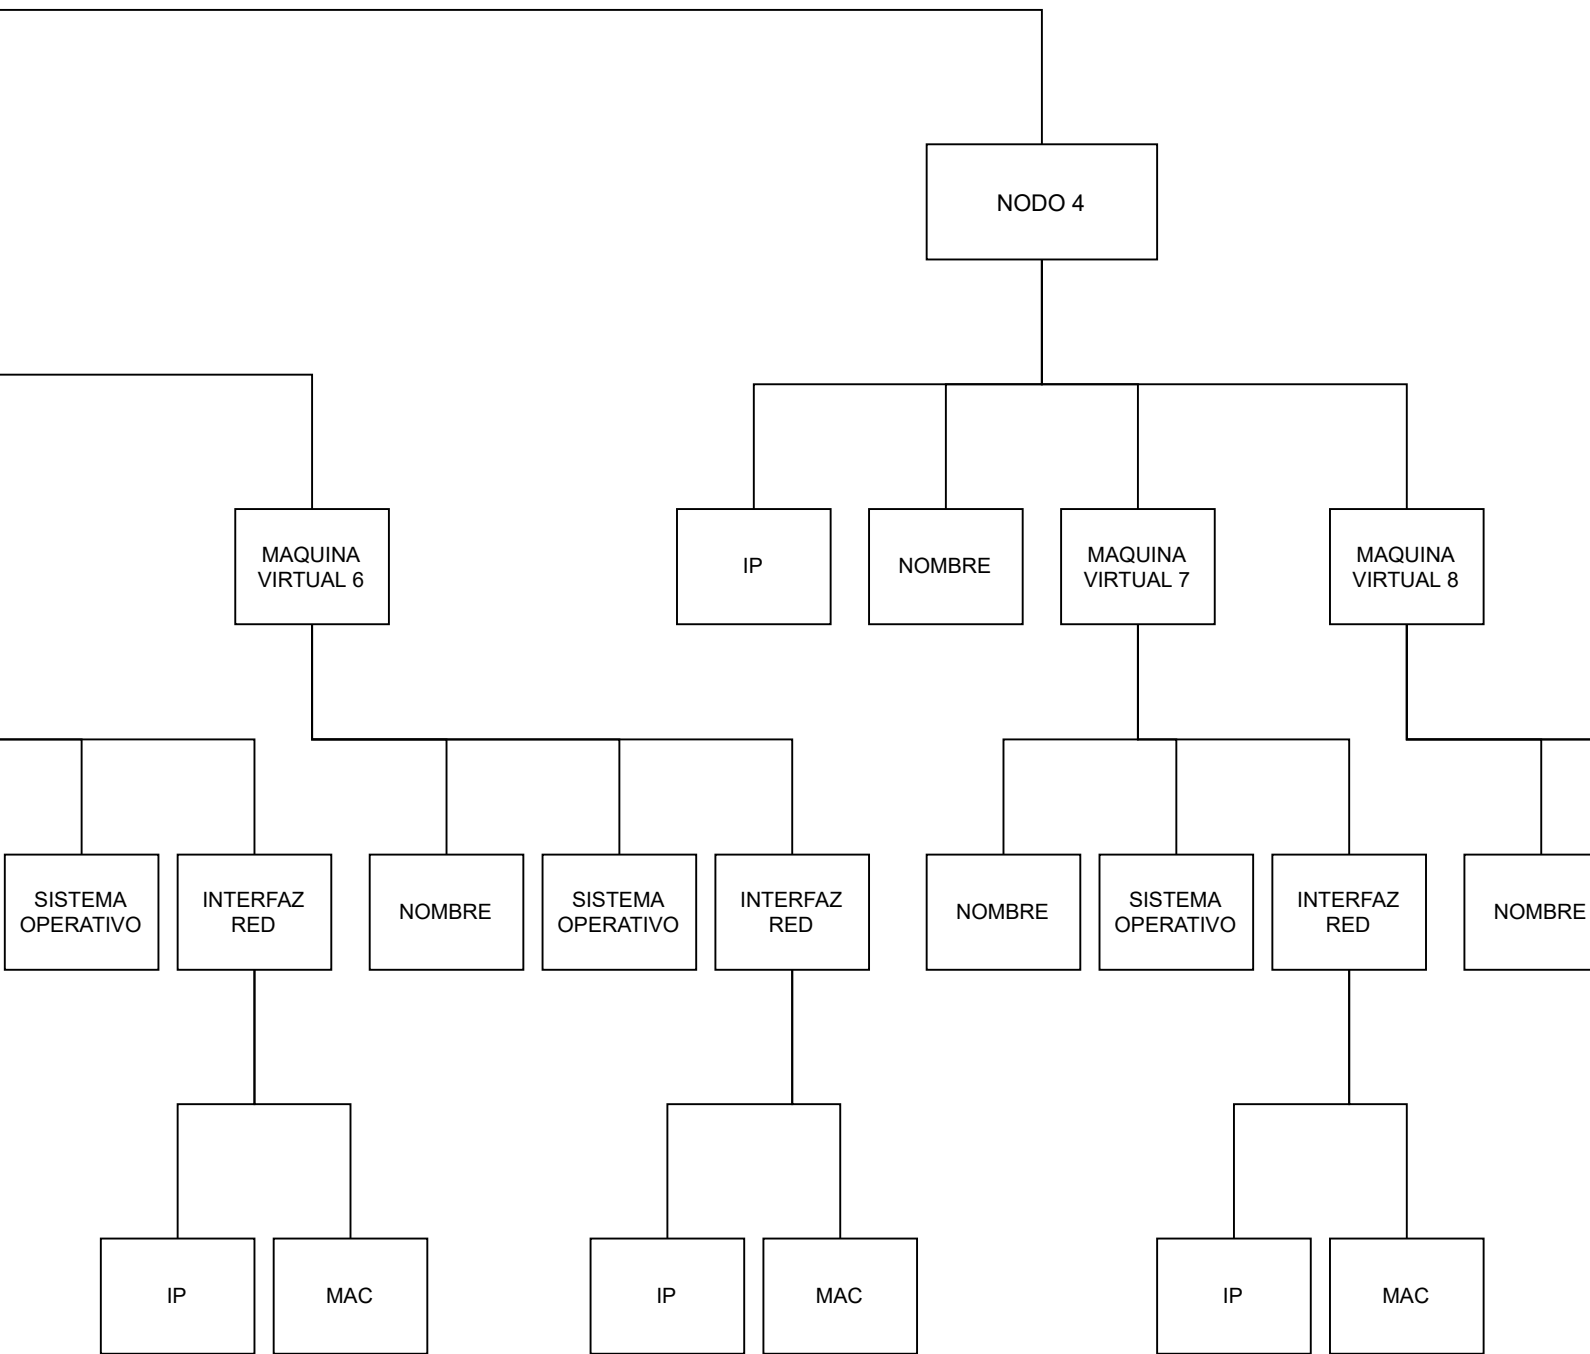 NODO 4
MAQUINA
VIRTUAL 6
IP
NOMBRE
MAQUINA
VIRTUAL 7
MAQUINA
VIRTUAL 8
SISTEMA
OPERATIVO
INTERFAZ
RED
NOMBRE
SISTEMA
OPERATIVO
INTERFAZ
RED
NOMBRE
SISTEMA
OPERATIVO
INTERFAZ
RED
NOMBRE
IP
MAC
IP
MAC
IP
MAC